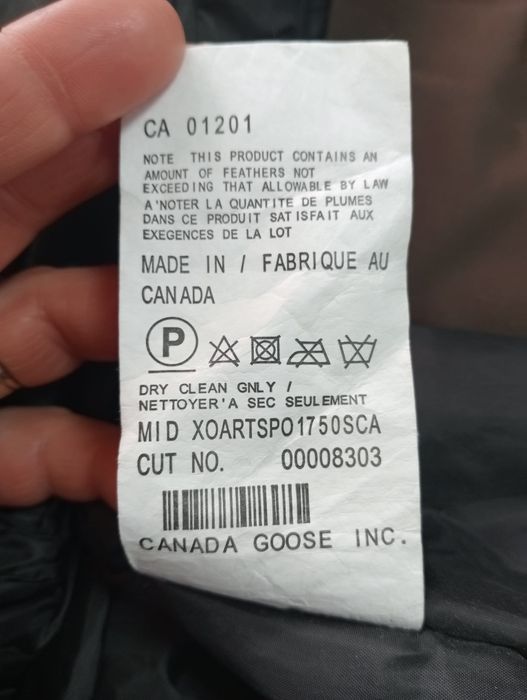 CA 01201
NOTE THIS PRODUCT CONTAINS AN
AMOUNT OF FEATHERS NOT
EXCEEDING THAT ALLOWABLE BY LAW
A'NOTER LA QUANTITE DE PLUMES
DANS CE PRODUIT SATISFAIT AUX
EXEGENCES DE LA LOT
MADE IN / FABRIQUE AU
CANADA
P
DRY CLEAN GNLY /
NETTOYER'A SEC SEULEMENT
MID XOARTSPO1750SCA
CUT NO. 00008303
CANADA GOOSE INC.